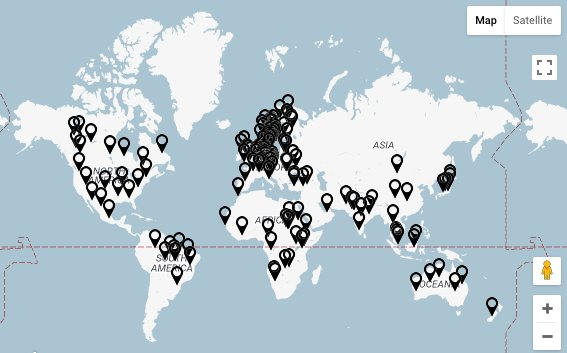 Map Satellite
ASIA
NORTH
AMERICA
AFRICA
SOUTH
AMERICA
OCEANIA
+
−